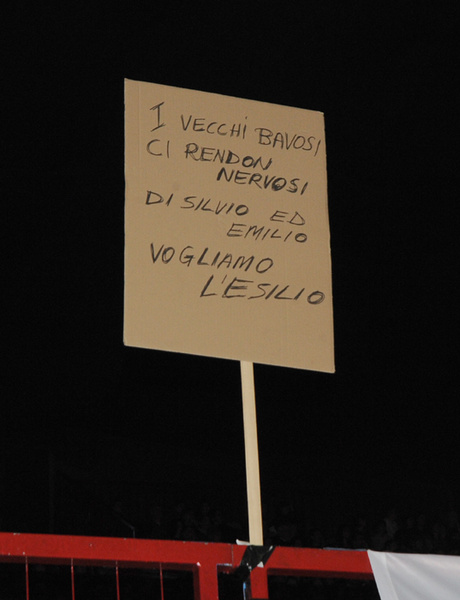 I VECCHI BAVOSI
CI RENDON
NERVOSI
DI SILVIO ED
EMILIO
VOGLIAMO
L'ESILIO